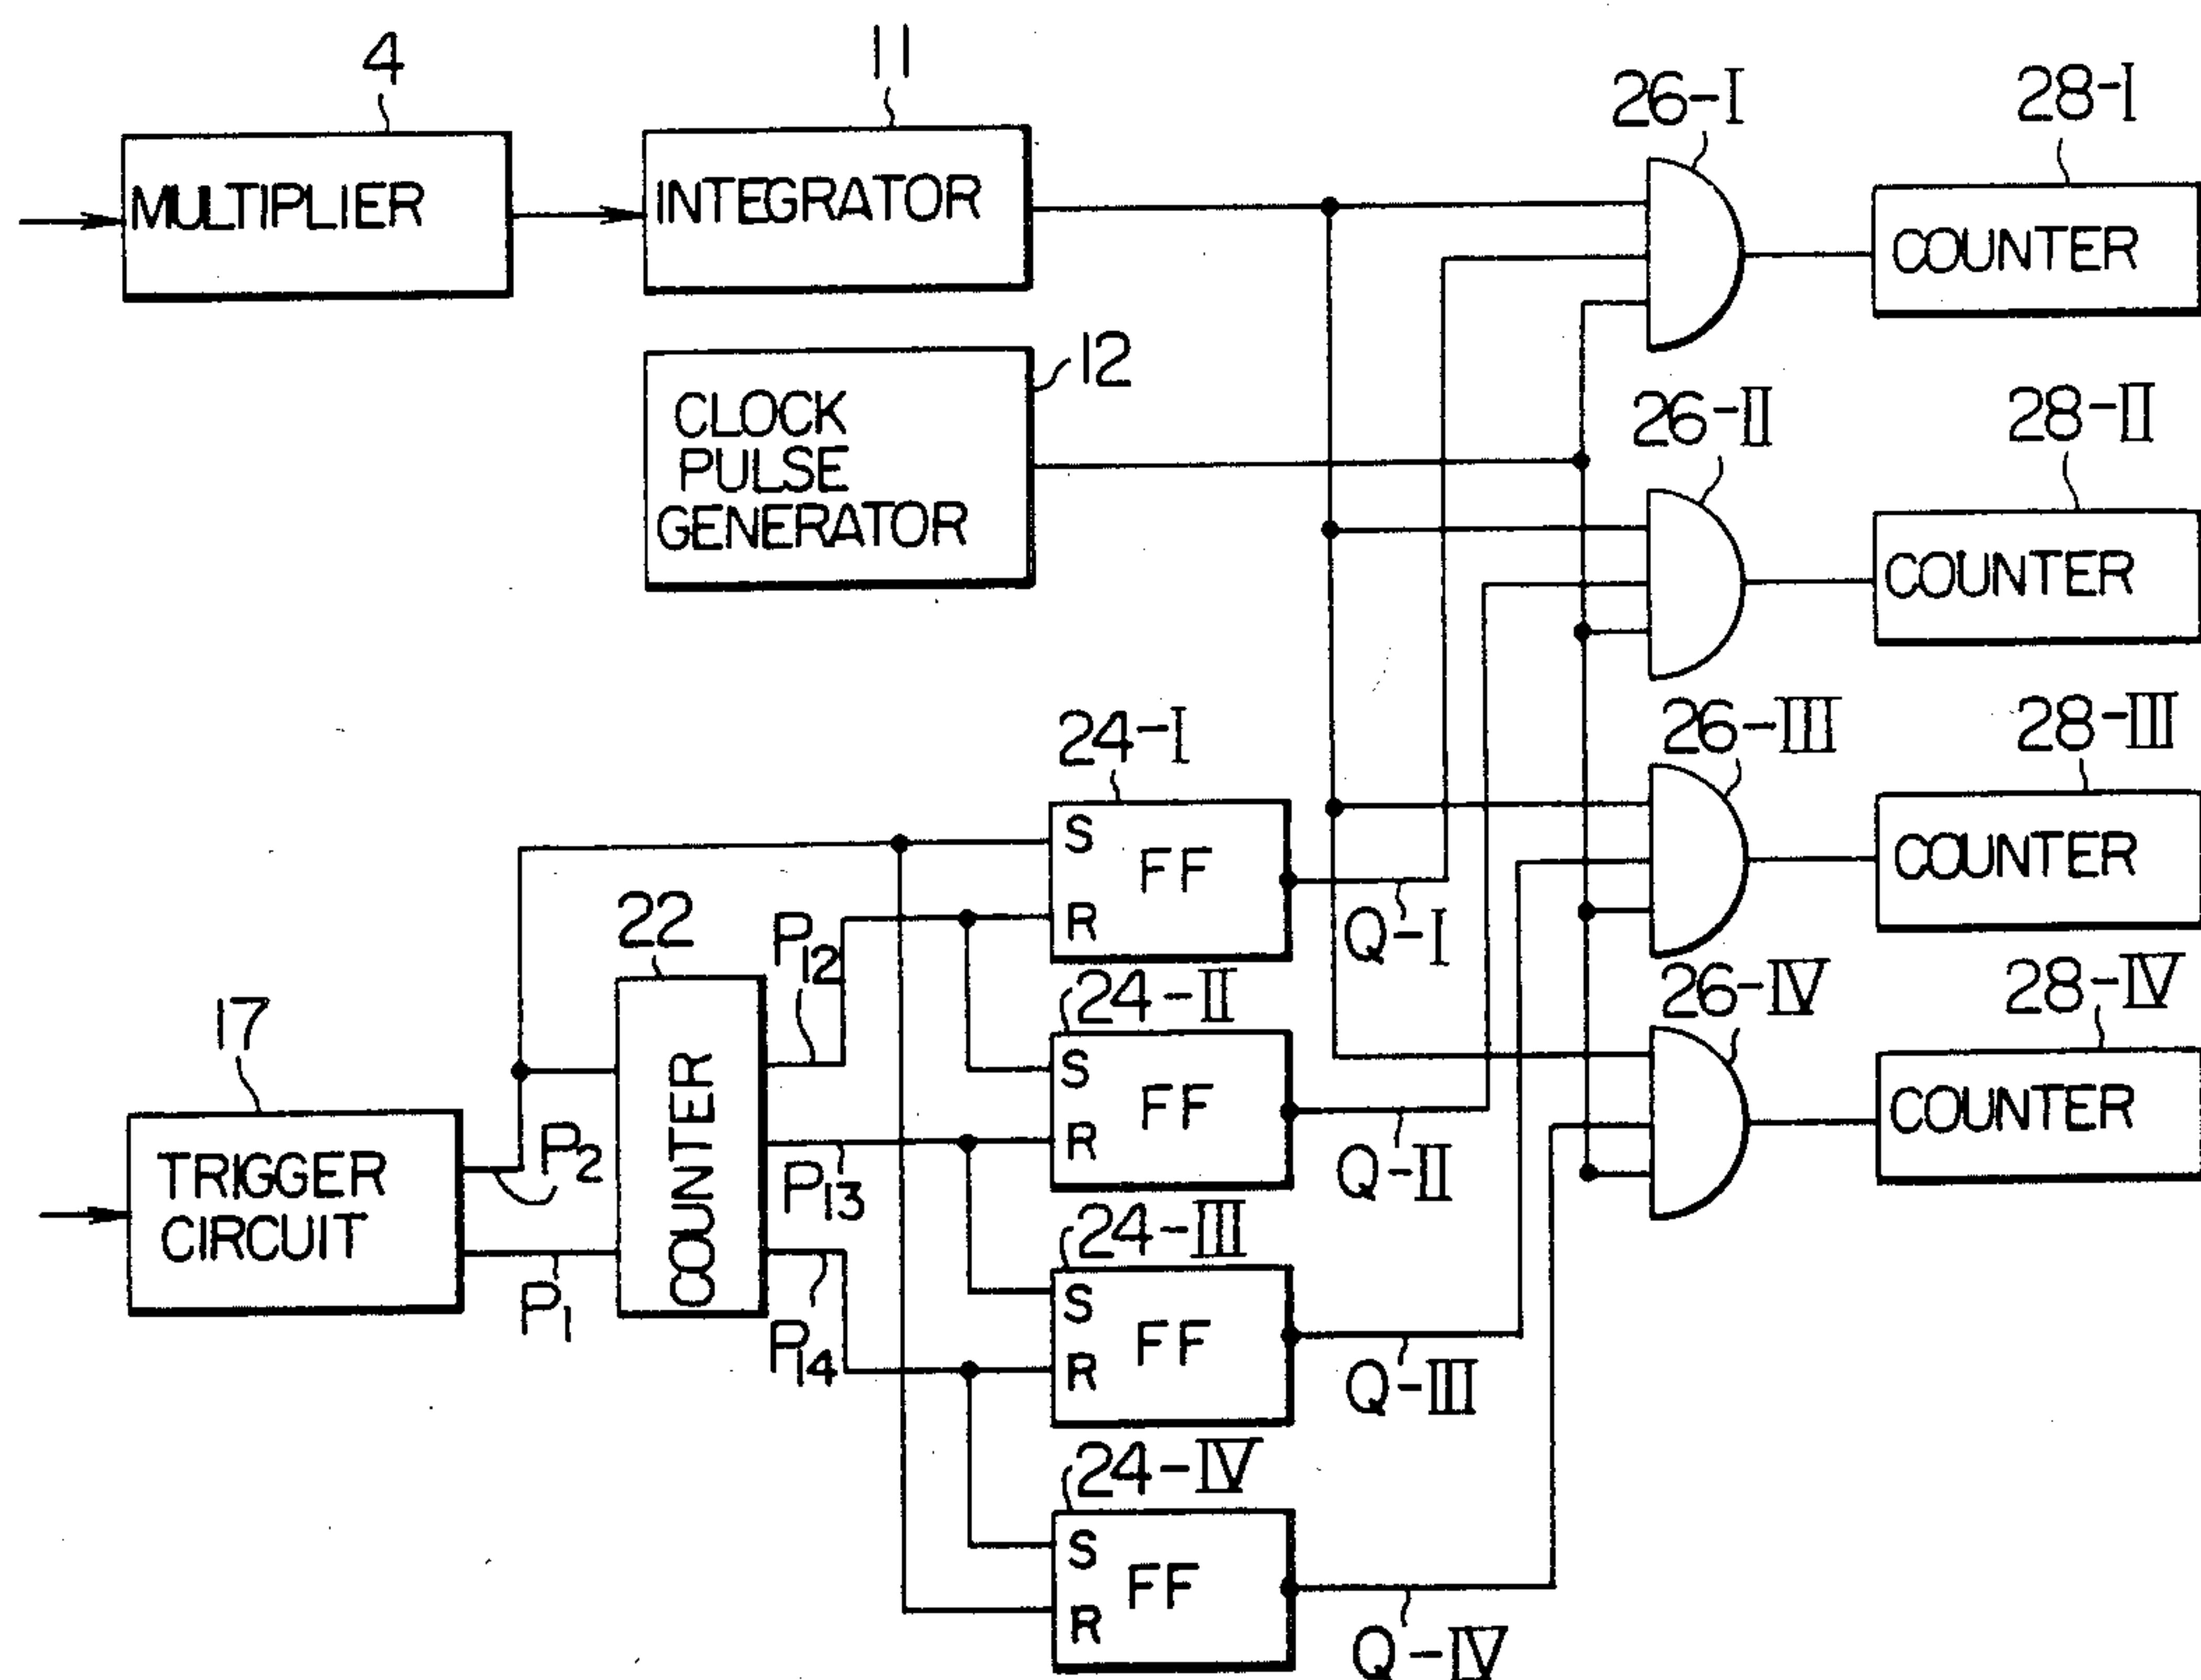 4
11
26-I
28-I
MULTIPLIER
INTEGRATOR
COUNTER
12
CLOCK
PULSE
GENERATOR
26-II
28-II
COUNTER
24-I
26-III
28-III
S
FF
R
COUNTER
22
P12
Q-I
24-II
26-IV
28-IV
17
COUNTER
S
FF
R
COUNTER
TRIGGER
CIRCUIT
P2
P13
Q-II
24-III
P1
P14
S
FF
R
Q-III
24-IV
S
FF
R
Q-IV